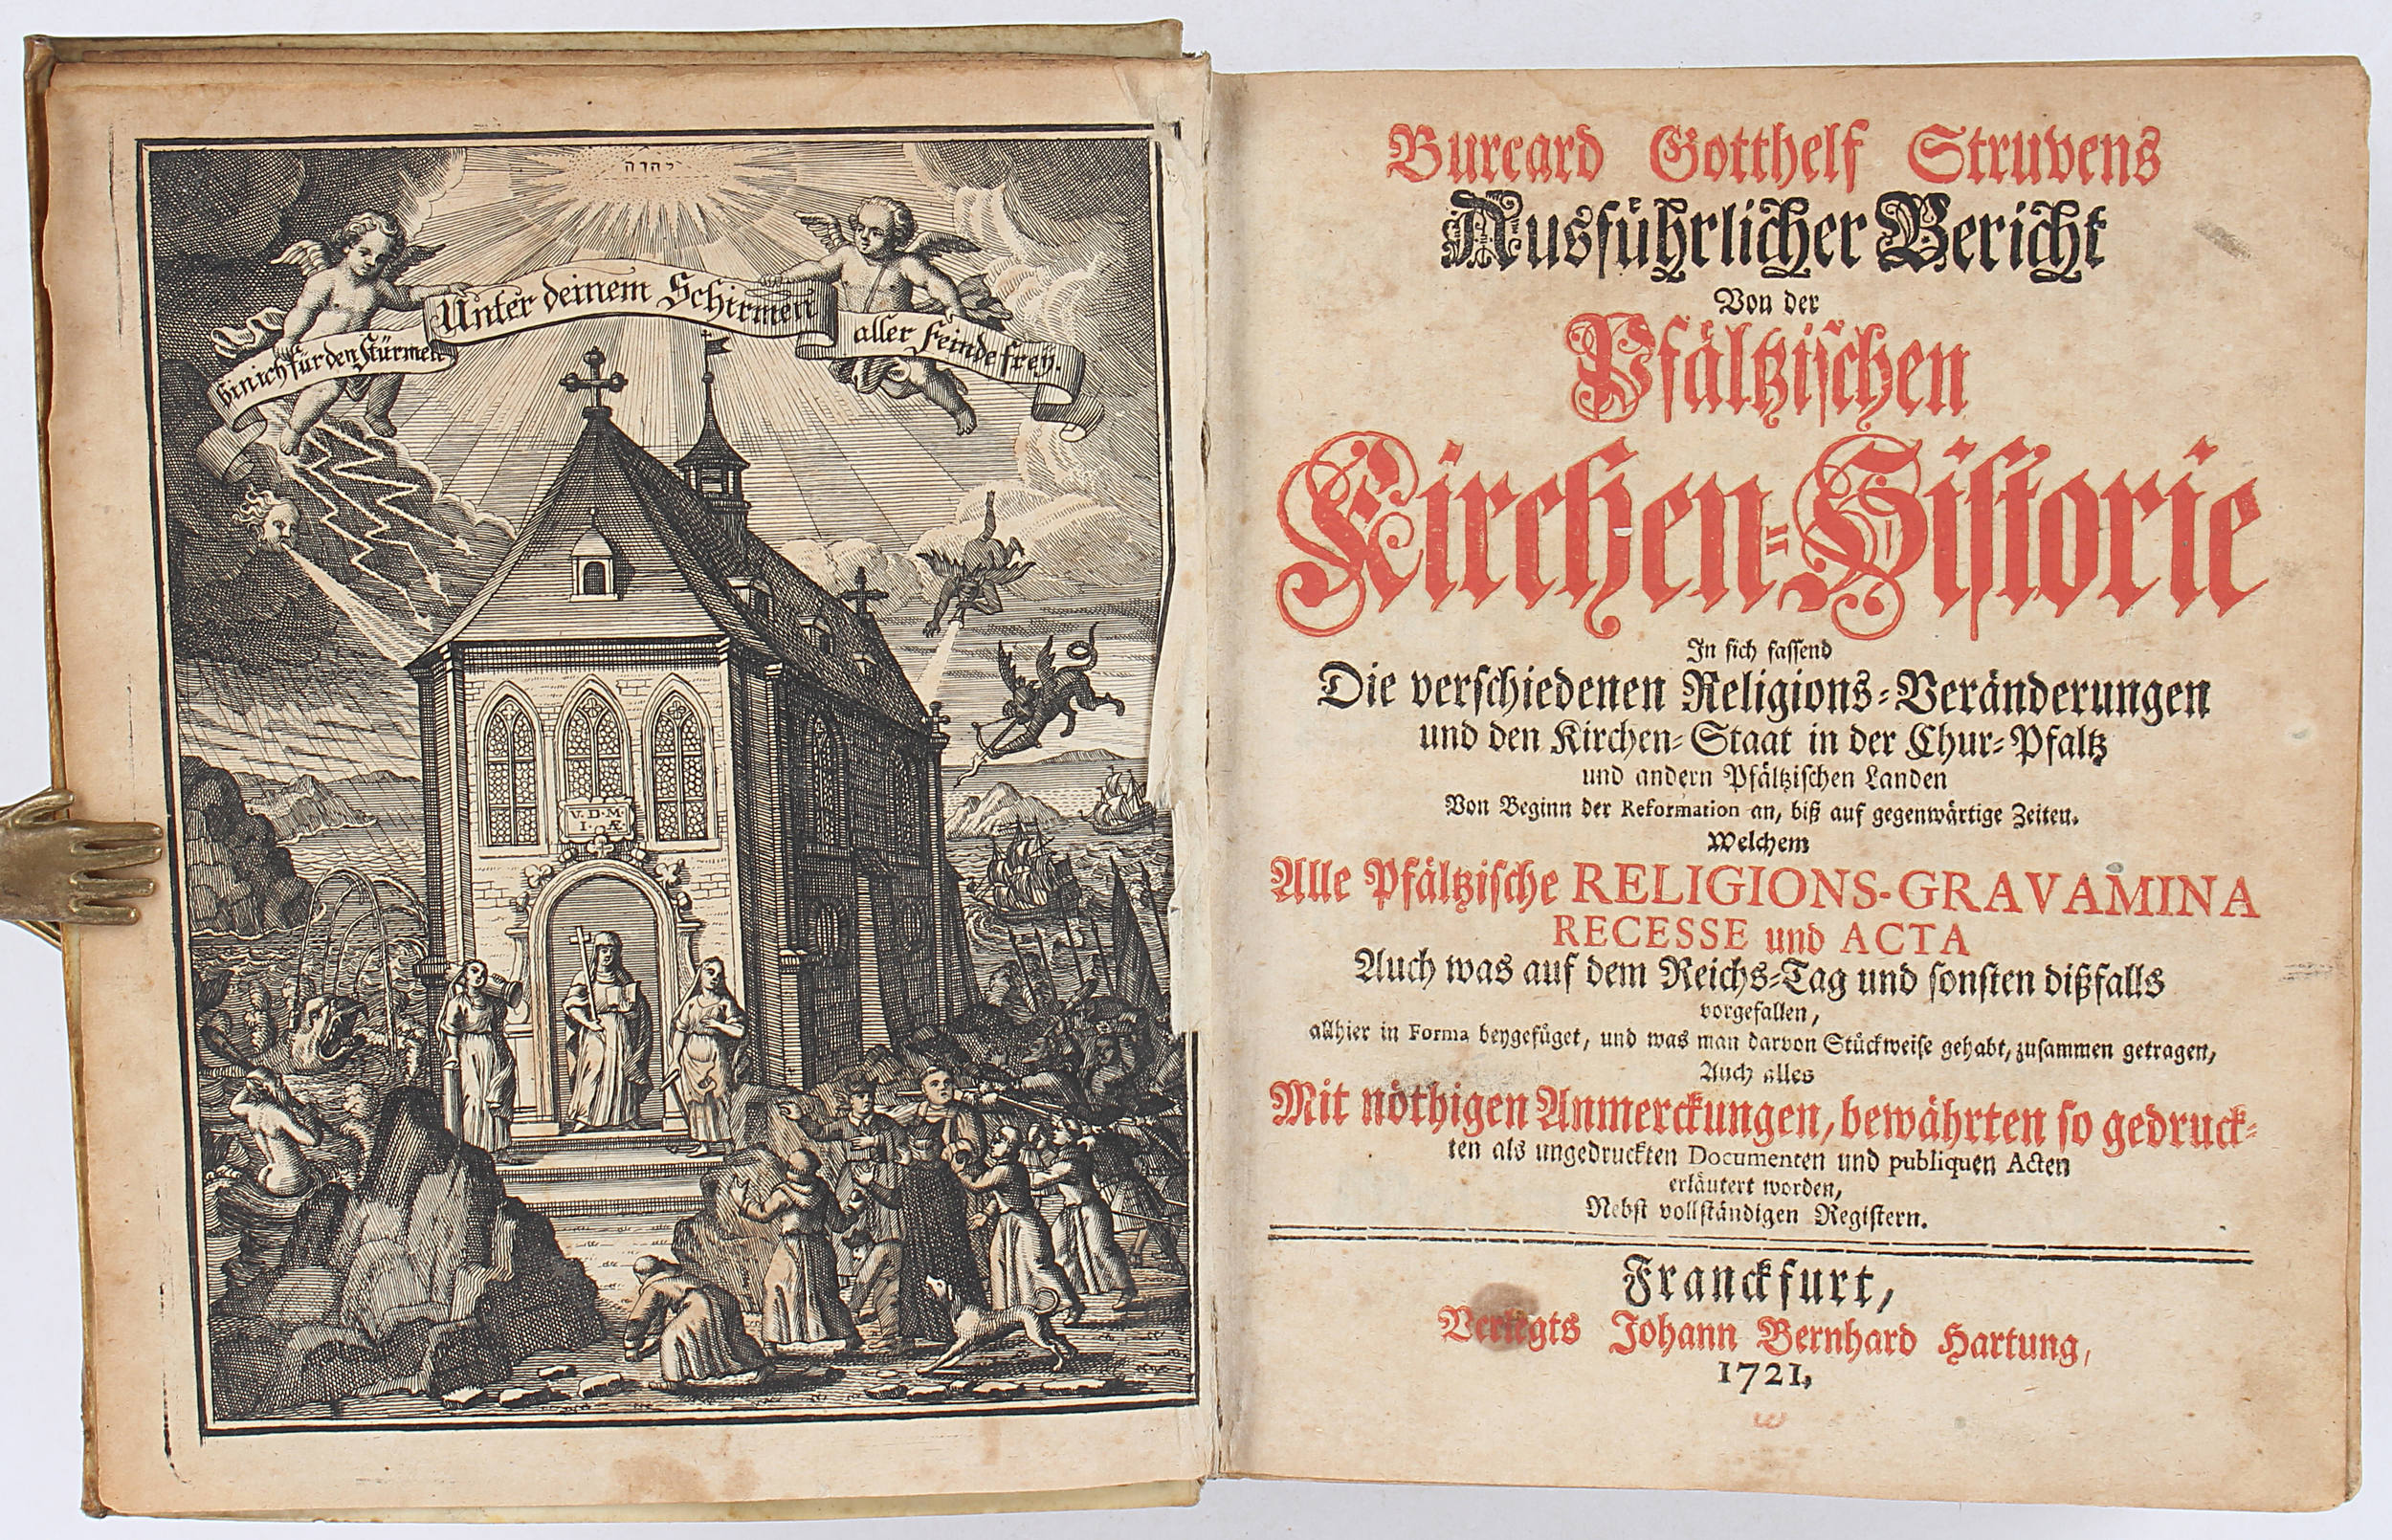 יהוה
Unter deinem Schirmen
bin ich für den Stürmen
aller Feinde frey.
V. D. M.
I. Æ
Burcard Gotthelf Struvens
Ausführlicher Bericht
Von der
Pfältzischen
Kirchen-Historie
In sich fassend
Die verschiedenen Religions-Veränderungen
und den Kirchen-Staat in der Chur-Pfaltz
und andern Pfältzischen Landen
Von Beginn der Reformation an, biß auf gegenwärtige Zeiten.
Welchem
Alle Pfältzische RELIGIONS-GRAVAMINA
RECESSE und ACTA
Auch was auf dem Reichs-Tag und sonsten dißfalls
vorgefallen,
allhier in Forma beygefüget, und was man darvon Stückweise gehabt, zusammen getragen,
Auch alles
Mit nöthigen Anmerckungen, bewährten so gedruck-
ten als ungedruckten Documenten und publiquen Acten
erläutert worden,
Nebst vollständigen Registern.
Franckfurt,
Verlegts Johann Bernhard Hartung,
1721,